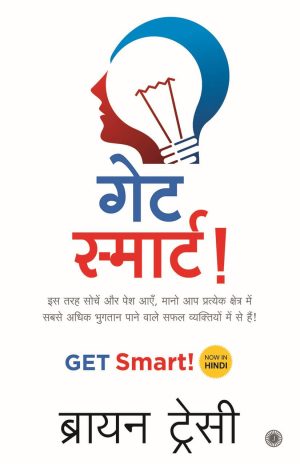 गेट
स्मार्ट!
इस तरह सोचें और पेश आएँ, मानो आप प्रत्येक क्षेत्र में
सबसे अधिक भुगतान पाने वाले सफल व्यक्तियों में से हैं!
GET Smart!
NOW IN
HINDI
ब्रायन ट्रेसी